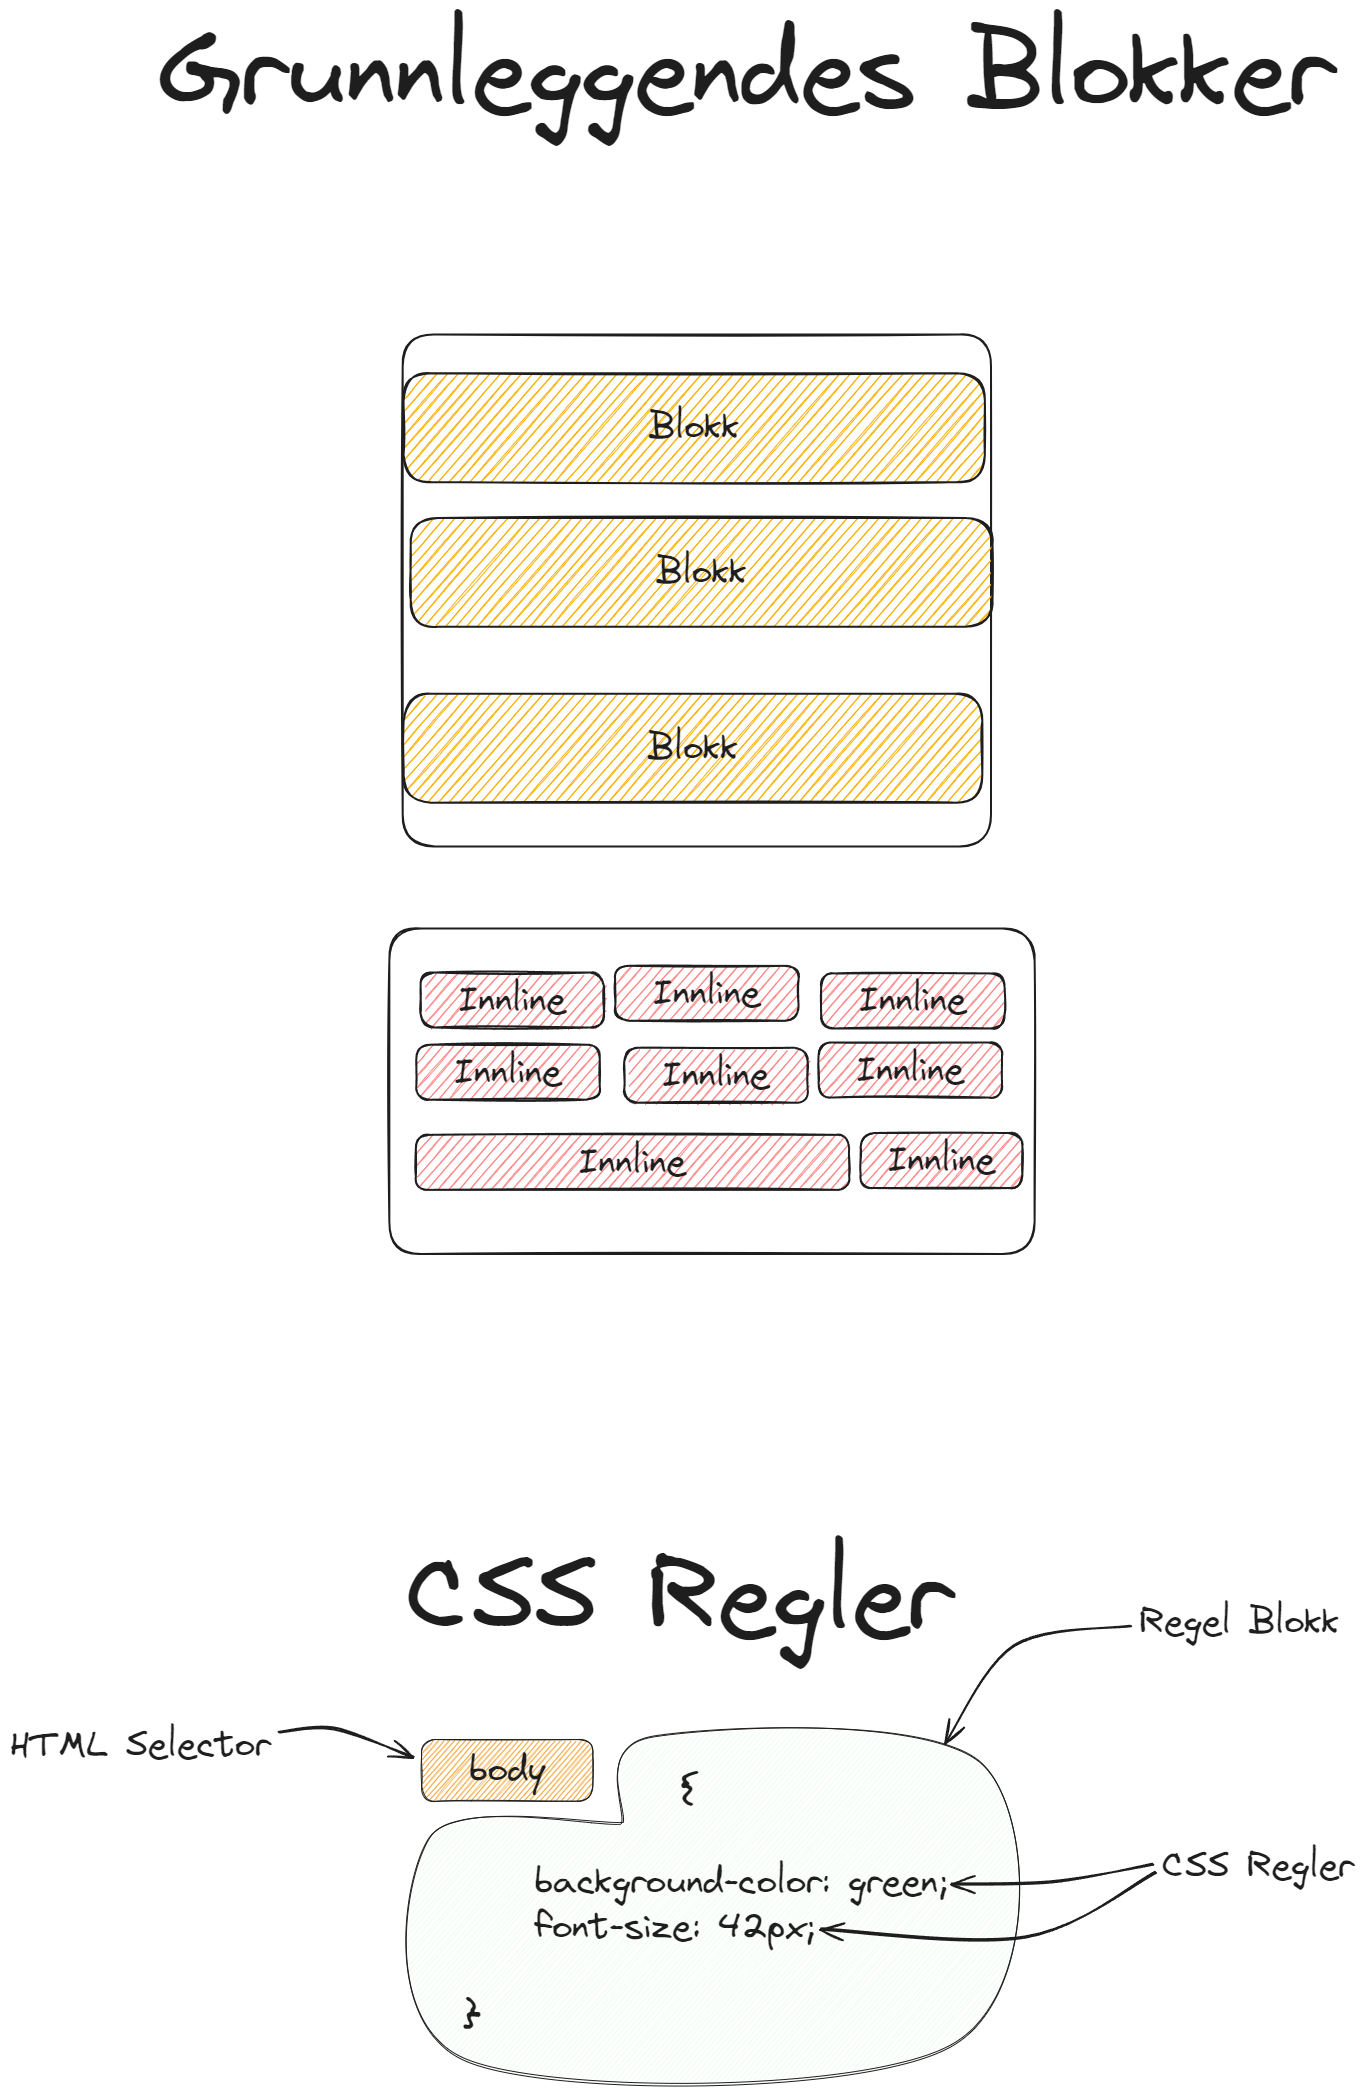 Grunnleggendes Blokker
Blokk
Blokk
Blokk
Innline Innline Innline
Innline Innline Innline
Innline Innline
CSS Regler
Regel Blokk
HTML Selector
body
{
background-color: green;
CSS Regler
font-size: 42px;
}